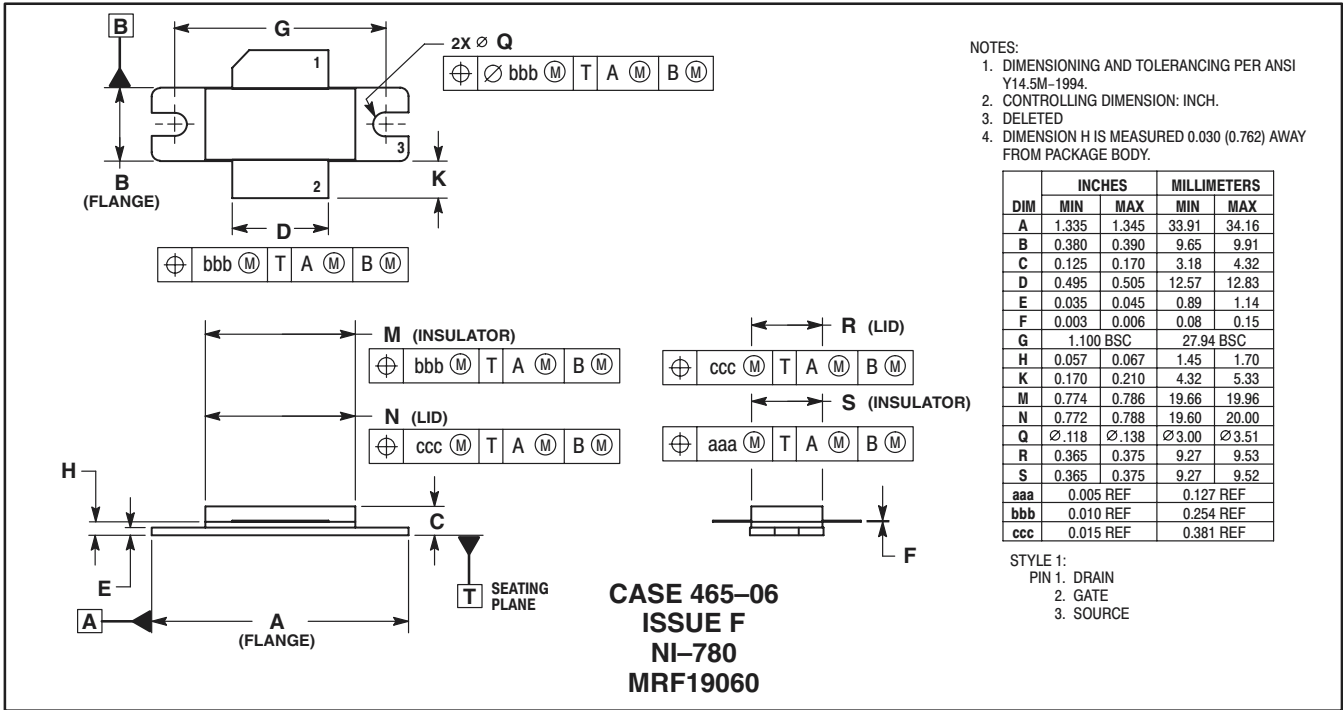 B
G
2X ⌀ Q
⌖ ⌀ bbb Ⓜ T A Ⓜ B Ⓜ
1
3
2
B
(FLANGE)
K
D
⌖ bbb Ⓜ T A Ⓜ B Ⓜ
M (INSULATOR)
⌖ bbb Ⓜ T A Ⓜ B Ⓜ
N (LID)
⌖ ccc Ⓜ T A Ⓜ B Ⓜ
R (LID)
⌖ ccc Ⓜ T A Ⓜ B Ⓜ
S (INSULATOR)
⌖ aaa Ⓜ T A Ⓜ B Ⓜ
H
C
E
F
T SEATING
PLANE
A
A
(FLANGE)
CASE 465–06
ISSUE F
NI–780
MRF19060
NOTES:
1. DIMENSIONING AND TOLERANCING PER ANSI
Y14.5M–1994.
2. CONTROLLING DIMENSION: INCH.
3. DELETED
4. DIMENSION H IS MEASURED 0.030 (0.762) AWAY
FROM PACKAGE BODY.
INCHES MILLIMETERS
DIM MIN MAX MIN MAX
A 1.335 1.345 33.91 34.16
B 0.380 0.390 9.65 9.91
C 0.125 0.170 3.18 4.32
D 0.495 0.505 12.57 12.83
E 0.035 0.045 0.89 1.14
F 0.003 0.006 0.08 0.15
G 1.100 BSC 27.94 BSC
H 0.057 0.067 1.45 1.70
K 0.170 0.210 4.32 5.33
M 0.774 0.786 19.66 19.96
N 0.772 0.788 19.60 20.00
Q ⌀.118 ⌀.138 ⌀3.00 ⌀3.51
R 0.365 0.375 9.27 9.53
S 0.365 0.375 9.27 9.52
aaa 0.005 REF 0.127 REF
bbb 0.010 REF 0.254 REF
ccc 0.015 REF 0.381 REF
STYLE 1:
PIN 1. DRAIN
2. GATE
3. SOURCE